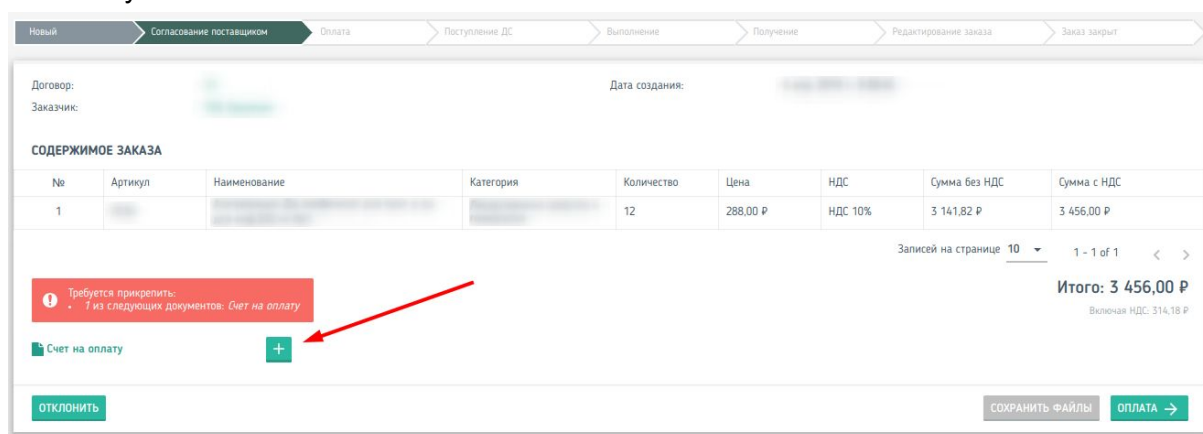 Новый Согласование поставщиком Оплата Поступление ДС Выполнение Получение Редактирование заказа Заказ закрыт
Договор: Дата создания:
Заказчик:
СОДЕРЖИМОЕ ЗАКАЗА
№ Артикул Наименование Категория Количество Цена НДС Сумма без НДС Сумма с НДС
1 12 288,00 ₽ НДС 10% 3 141,82 ₽ 3 456,00 ₽
Записей на странице 10 1 - 1 of 1
Требуется прикрепить: Итого: 3 456,00 ₽
• 1 из следующих документов: Счет на оплату Включая НДС: 314,18 ₽
Счет на оплату +
ОТКЛОНИТЬ СОХРАНИТЬ ФАЙЛЫ ОПЛАТА →